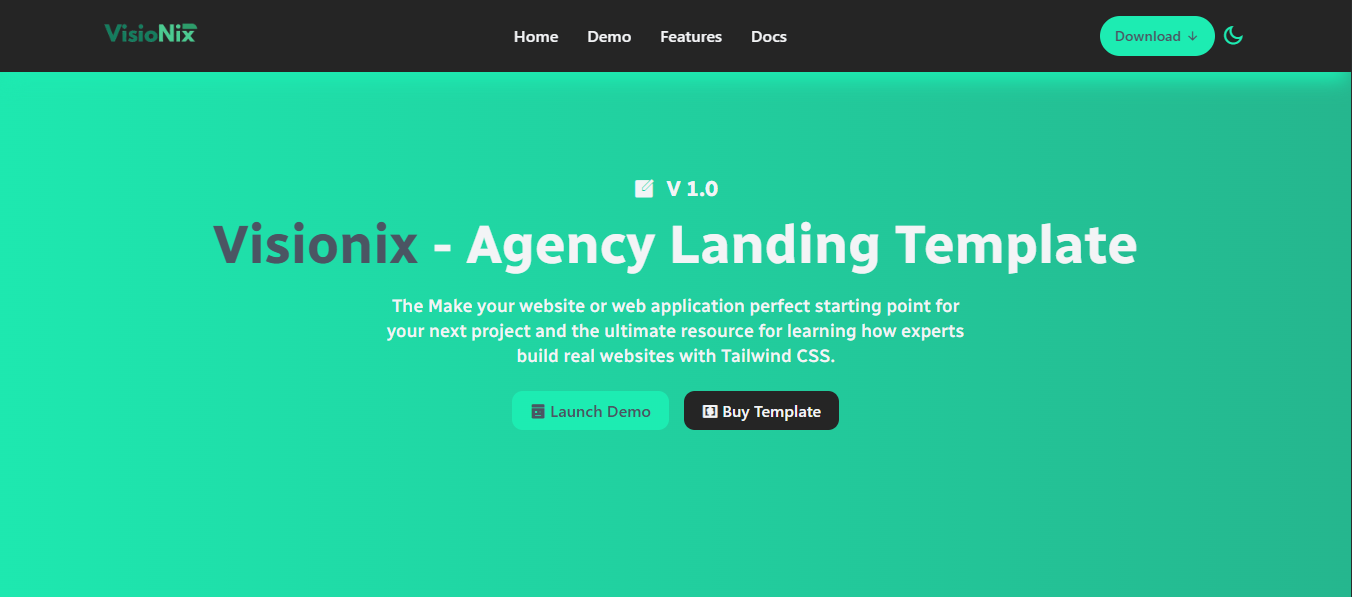 VisioNix
Home Demo Features Docs
Download ↓
V 1.0
Visionix - Agency Landing Template
The Make your website or web application perfect starting point for
your next project and the ultimate resource for learning how experts
build real websites with Tailwind CSS.
Launch Demo
Buy Template